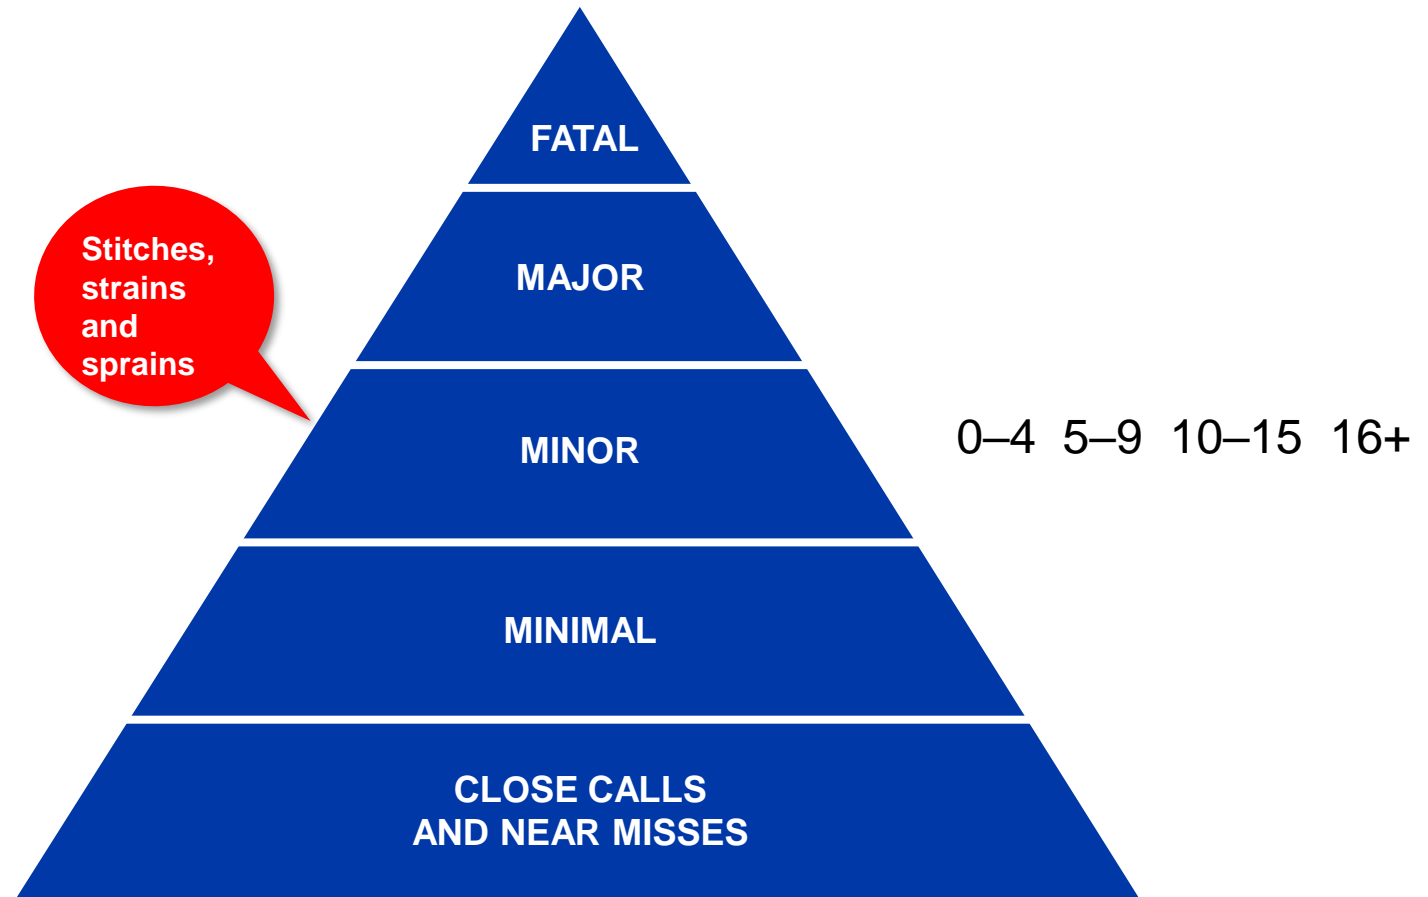 FATAL
Stitches,
strains
and
sprains
MAJOR
MINOR
0–4 5–9 10–15 16+
MINIMAL
CLOSE CALLS
AND NEAR MISSES